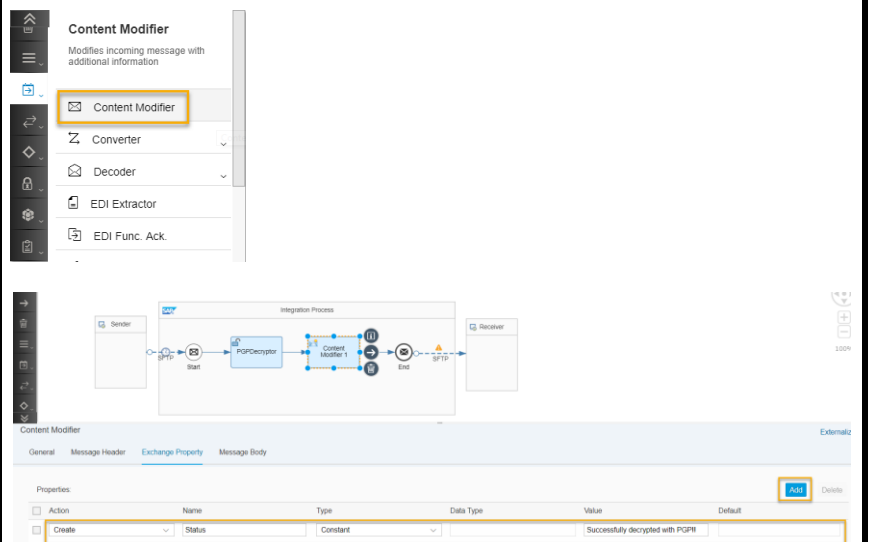 Content Modifier
Modifies incoming message with
additional information
Content Modifier
Converter
Decoder
EDI Extractor
EDI Func. Ack.
SAP
Integration Process
Sender
Receiver
PGPDecryptor
Content
Modifier 1
SFTP
Start
End
SFTP
100%
Content Modifier
Externaliz
General Message Header Exchange Property Message Body
Properties
Add Delete
Action Name Type Data Type Value Default
Create Status Constant Successfully decrypted with PGP!!